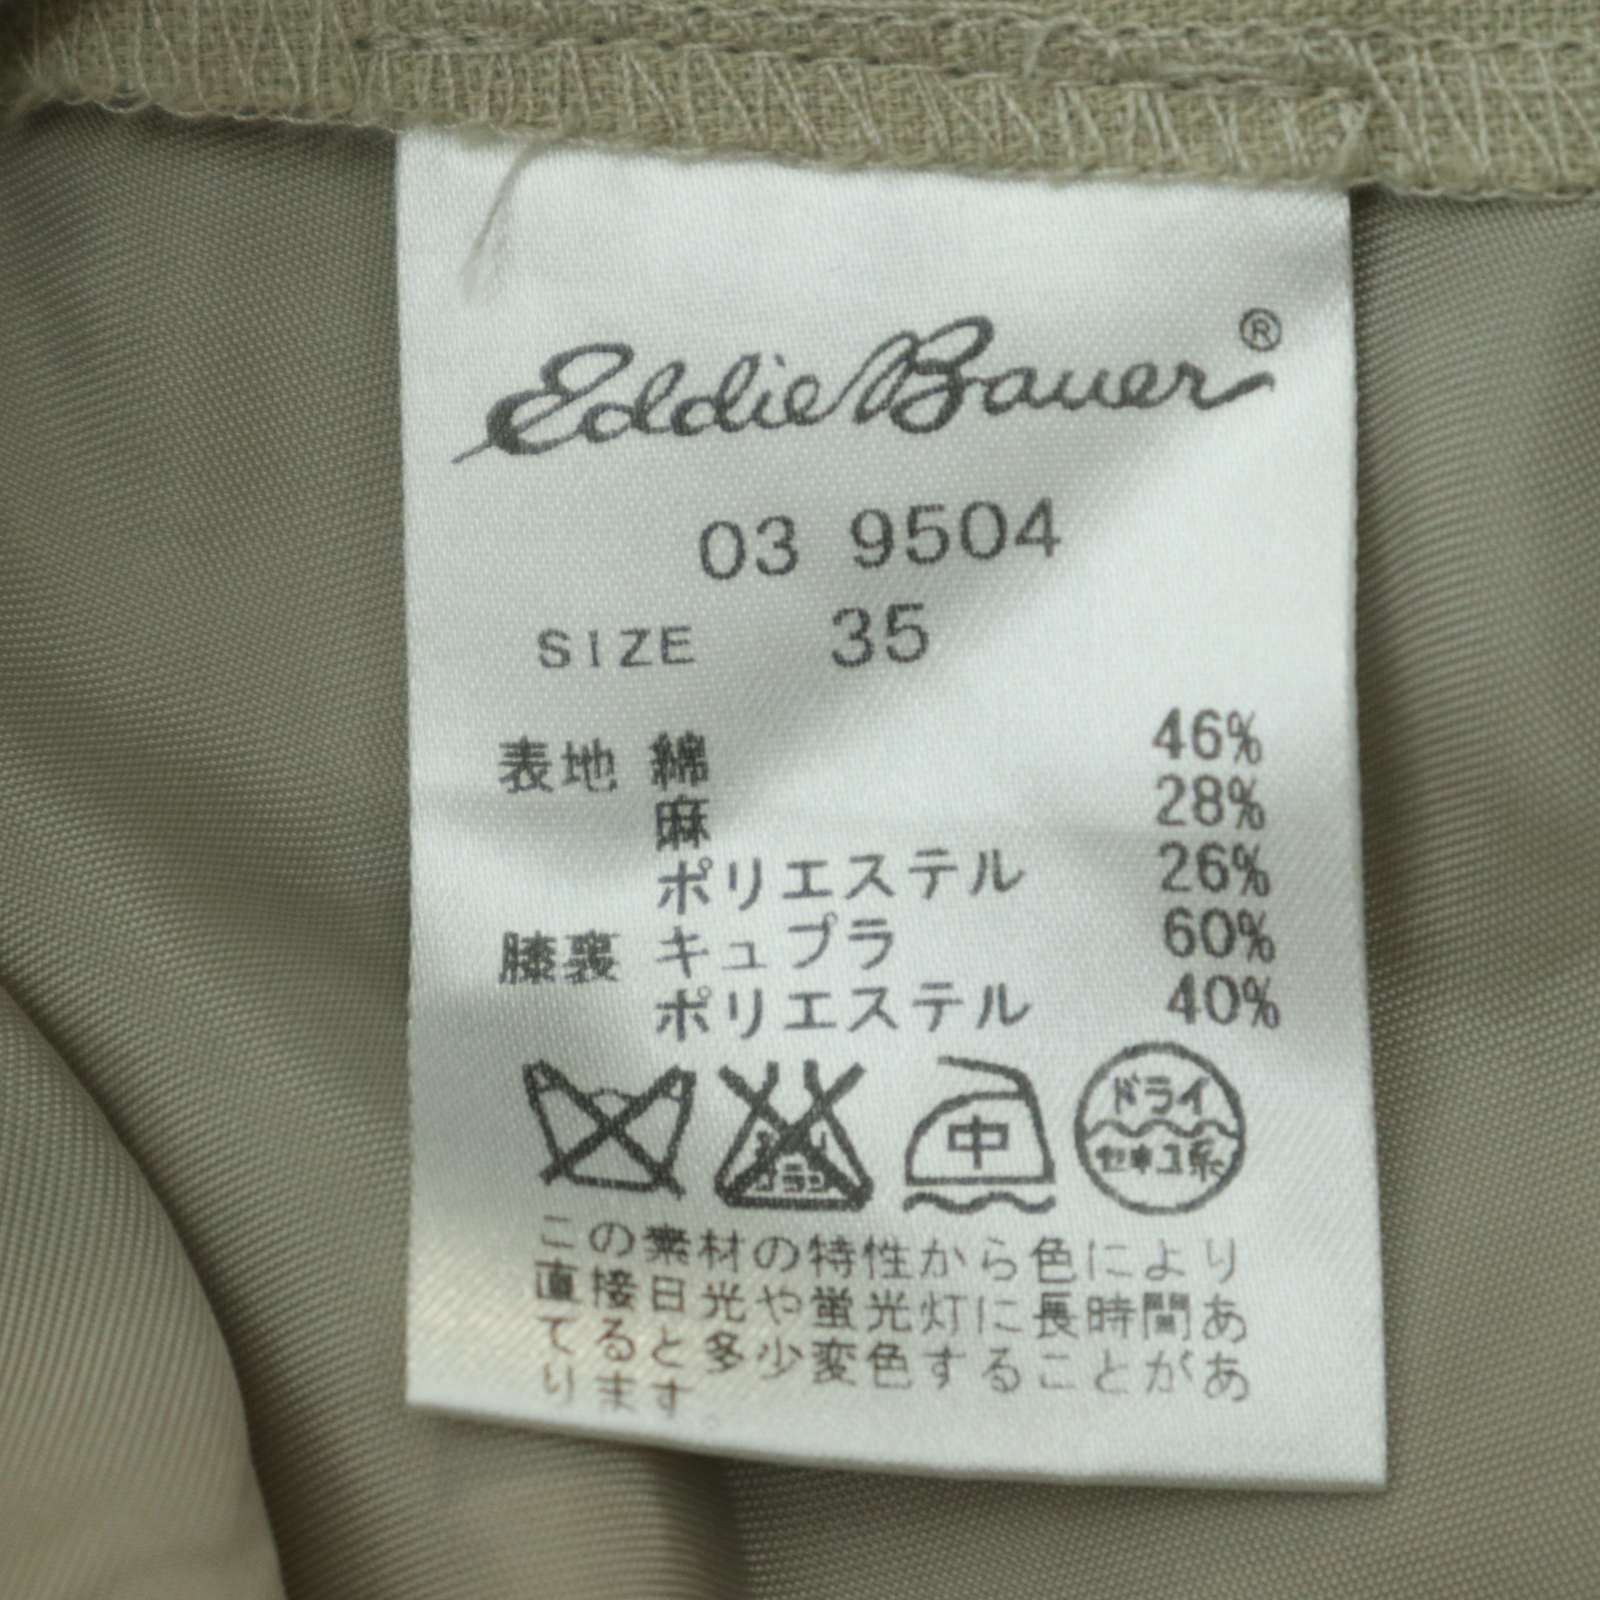 Eddie Bauer®
03 9504
SIZE 35
表地 綿 46%
麻 28%
ポリエステル 26%
膝裏 キュプラ 60%
ポリエステル 40%
中
ドライ
セキユ系
この素材の特性から色により
直接日光や蛍光灯に長時間あ
てると多少変色することがあ
ります。